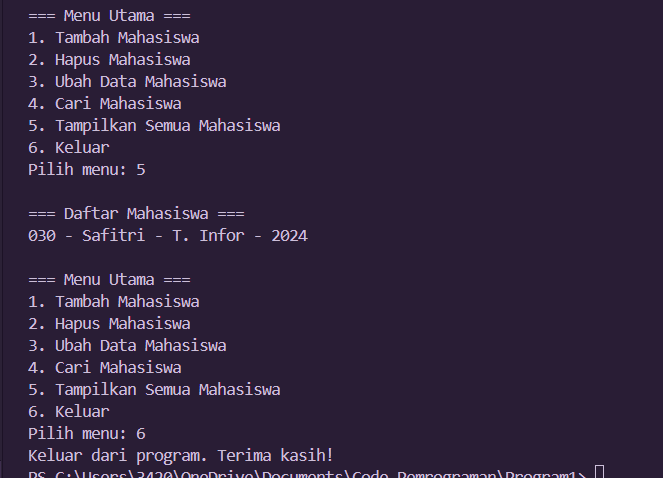 === Menu Utama ===
1. Tambah Mahasiswa
2. Hapus Mahasiswa
3. Ubah Data Mahasiswa
4. Cari Mahasiswa
5. Tampilkan Semua Mahasiswa
6. Keluar
Pilih menu: 5
=== Daftar Mahasiswa ===
030 - Safitri - T. Infor - 2024
=== Menu Utama ===
1. Tambah Mahasiswa
2. Hapus Mahasiswa
3. Ubah Data Mahasiswa
4. Cari Mahasiswa
5. Tampilkan Semua Mahasiswa
6. Keluar
Pilih menu: 6
Keluar dari program. Terima kasih!
PS C:\Users\3420\OneDrive\Documents\Code Pemrograman\Program1>